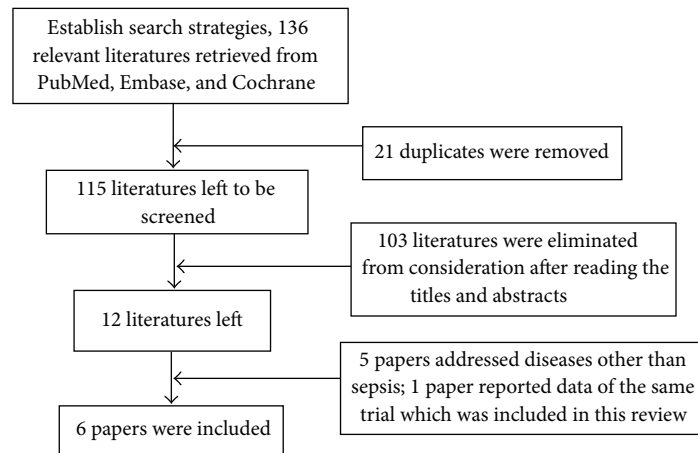 Establish search strategies, 136
relevant literatures retrieved from
PubMed, Embase, and Cochrane
21 duplicates were removed
115 literatures left to be
screened
103 literatures were eliminated
from consideration after reading the
titles and abstracts
12 literatures left
5 papers addressed diseases other than
sepsis; 1 paper reported data of the same
trial which was included in this review
6 papers were included